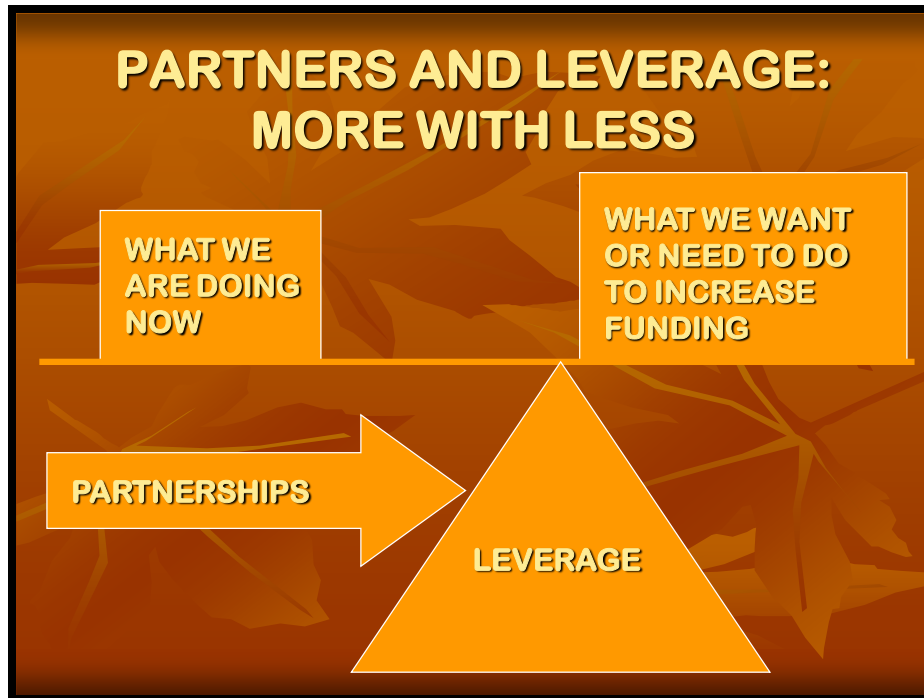 PARTNERS AND LEVERAGE:
MORE WITH LESS
WHAT WE
ARE DOING
NOW
WHAT WE WANT
OR NEED TO DO
TO INCREASE
FUNDING
PARTNERSHIPS
LEVERAGE